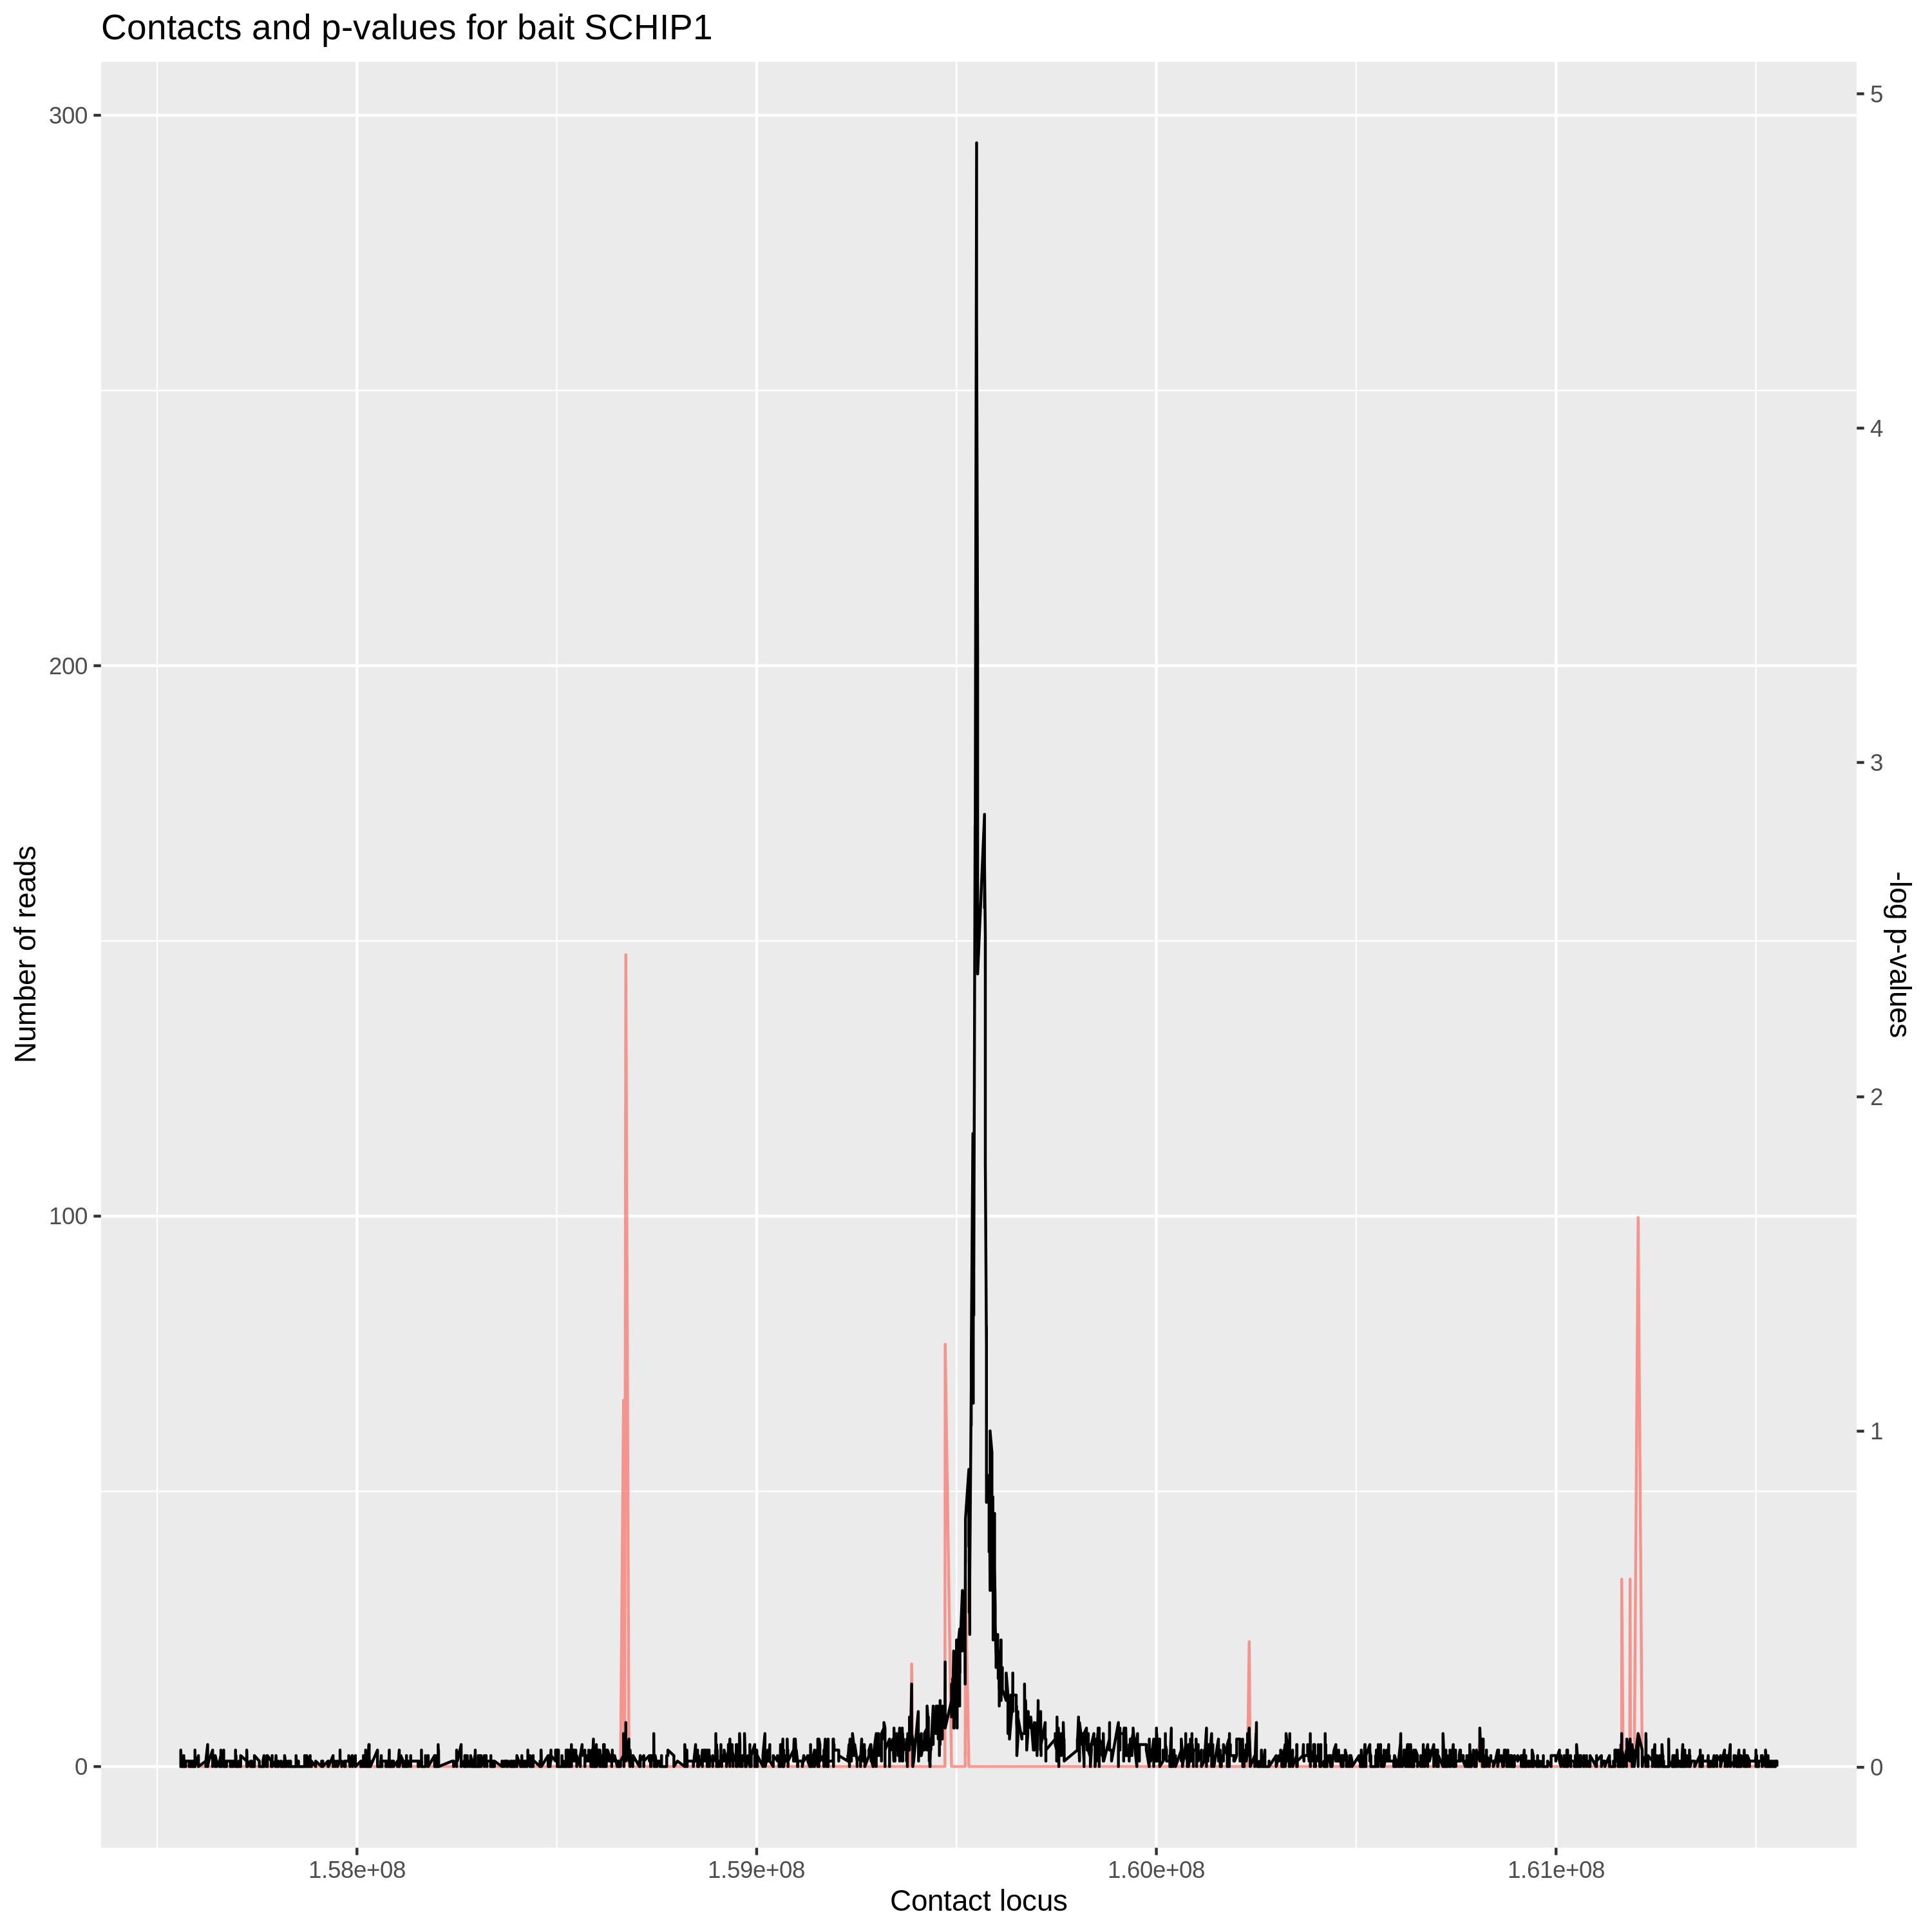 Contacts and p-values for bait SCHIP1
300
200
100
0
Number of reads
5
4
3
2
1
0
-log p-values
1.58e+08
1.59e+08
1.60e+08
1.61e+08
Contact locus